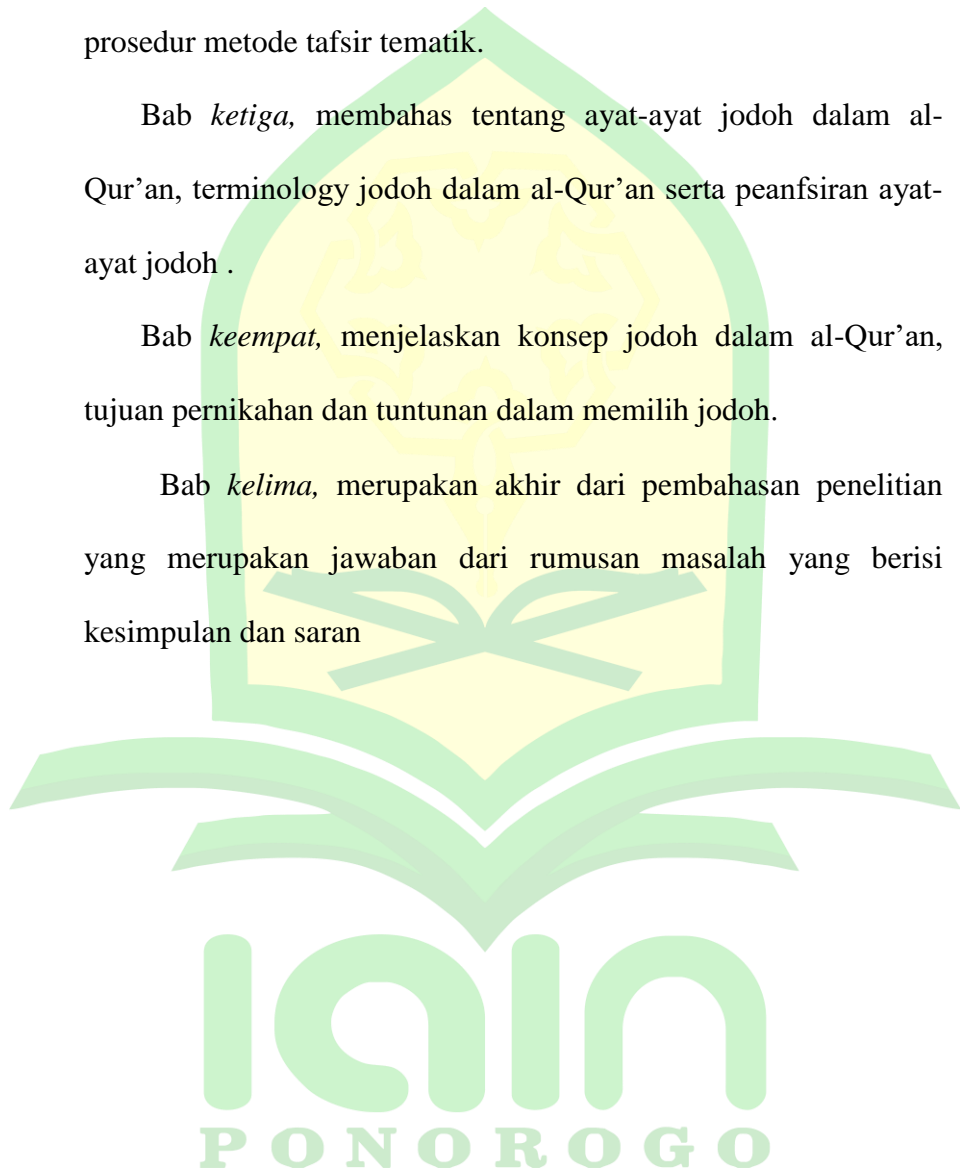 prosedur metode tafsir tematik.
Bab ketiga, membahas tentang ayat-ayat jodoh dalam al-
Qur’an, terminology jodoh dalam al-Qur’an serta peanfsiran ayat-
ayat jodoh .
Bab keempat, menjelaskan konsep jodoh dalam al-Qur’an,
tujuan pernikahan dan tuntunan dalam memilih jodoh.
Bab kelima, merupakan akhir dari pembahasan penelitian
yang merupakan jawaban dari rumusan masalah yang berisi
kesimpulan dan saran
iain
PONOROGO